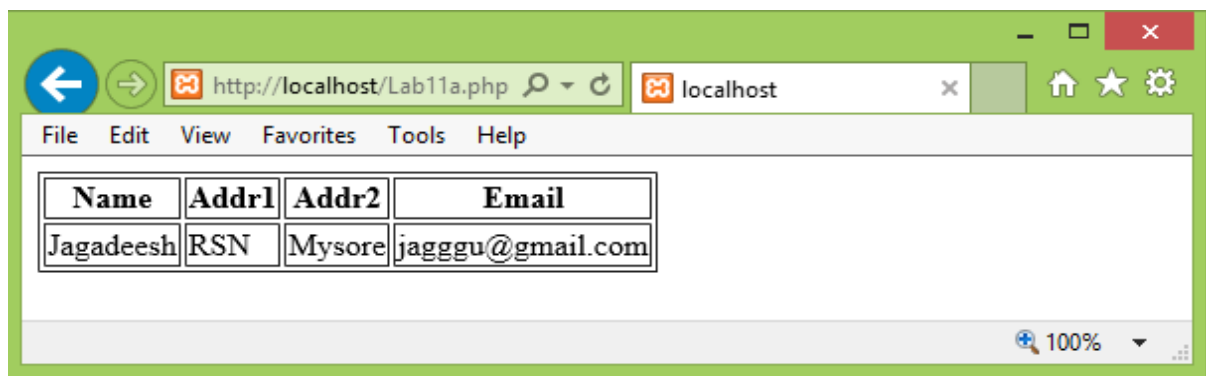 http://localhost/Lab11a.php localhost
File Edit View Favorites Tools Help
Name Addr1 Addr2 Email
Jagadeesh RSN Mysore jagggu@gmail.com
100%